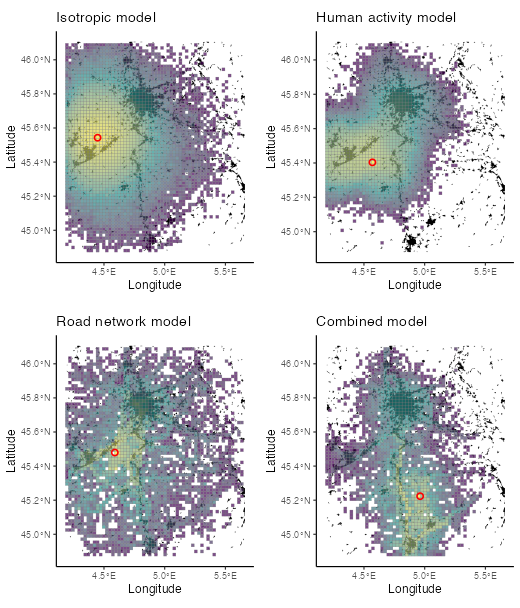 Isotropic model
Human activity model
46.0°N
45.8°N
45.6°N
45.4°N
45.2°N
45.0°N
Latitude
4.5°E 5.0°E 5.5°E
Longitude
46.0°N
45.8°N
45.6°N
45.4°N
45.2°N
45.0°N
Latitude
4.5°E 5.0°E 5.5°E
Longitude
Road network model
Combined model
46.0°N
45.8°N
45.6°N
45.4°N
45.2°N
45.0°N
Latitude
4.5°E 5.0°E 5.5°E
Longitude
46.0°N
45.8°N
45.6°N
45.4°N
45.2°N
45.0°N
Latitude
4.5°E 5.0°E 5.5°E
Longitude